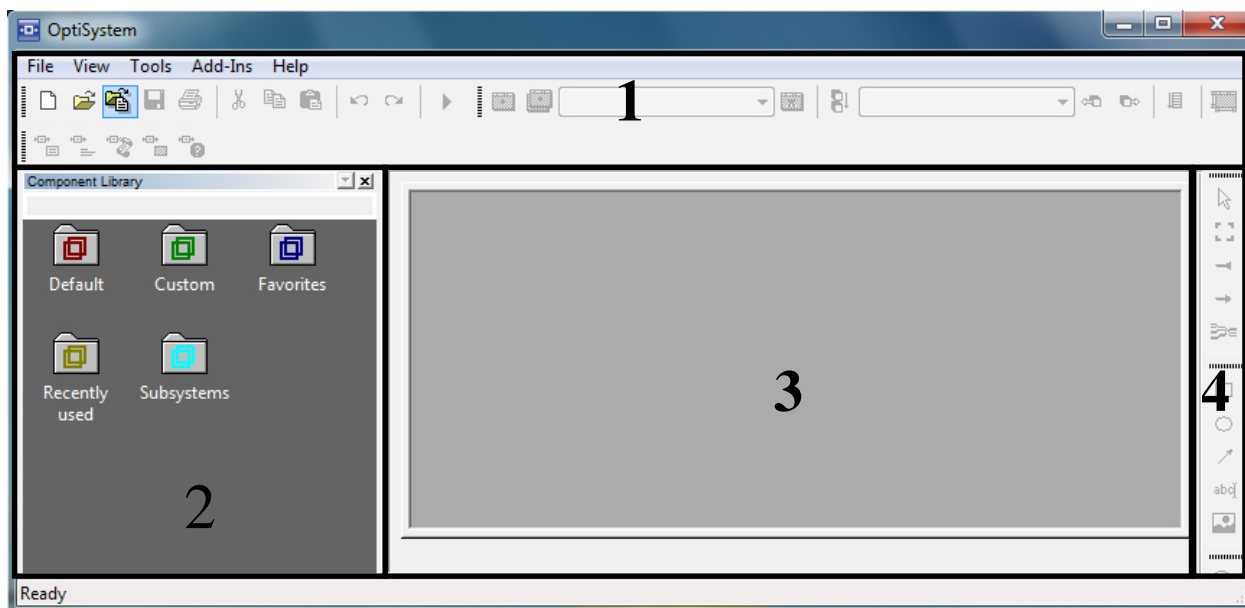 OptiSystem
File View Tools Add-Ins Help
1
Component Library
Default Custom Favorites
Recently used Subsystems
2
3
4
abc
Ready